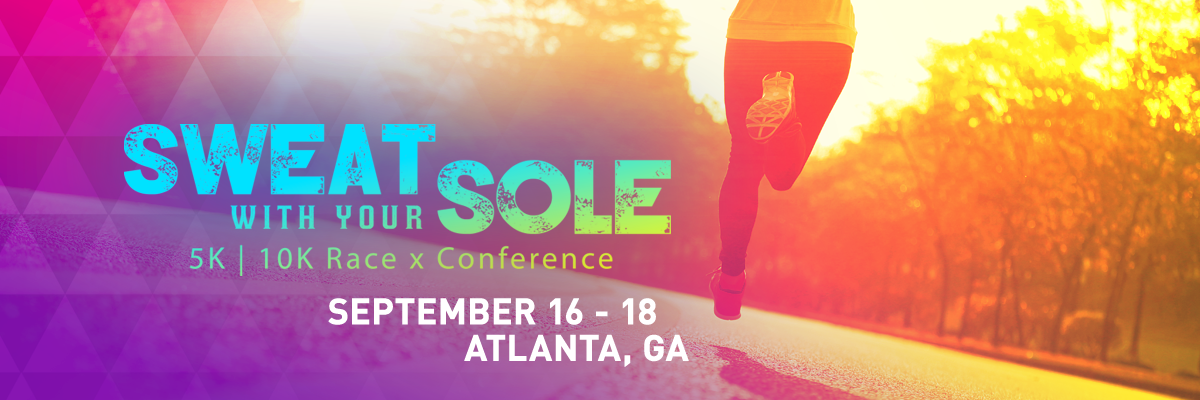 SWEAT
WITH YOUR SOLE
5K | 10K Race x Conference
SEPTEMBER 16 - 18
ATLANTA, GA